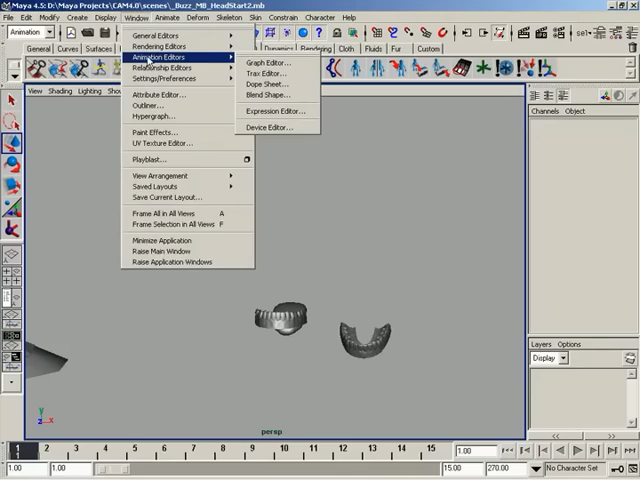 Maya 4.5: D:\Maya Projects\CAM4.0\scenes\_Buzz_MB_HeadStart2.mb
File Edit Modify Create Display Window Animate Deform Skeleton Skin Constrain Character Help
Animation
General Curves Surfaces Rendering Fluids Fur Custom
View Shading Lighting
General Editors
Rendering Editors
Animation Editors
Relationship Editors
Settings/Preferences
Attribute Editor...
Outliner...
Hypergraph...
Paint Effects...
UV Texture Editor...
Playblast...
View Arrangement
Saved Layouts
Save Current Layout...
Frame All in All Views A
Frame Selection in All Views F
Minimize Application
Raise Main Window
Raise Application Windows
Graph Editor...
Trax Editor...
Dope Sheet...
Blend Shape...
Expression Editor...
Device Editor...
Channels Object
Layers Options
Display
y
z x
persp
1 2 3 4 5 6 7 8 9 10 11 12 13 14 15 1.00
1.00 1.00 15.00 270.00 No Character Set